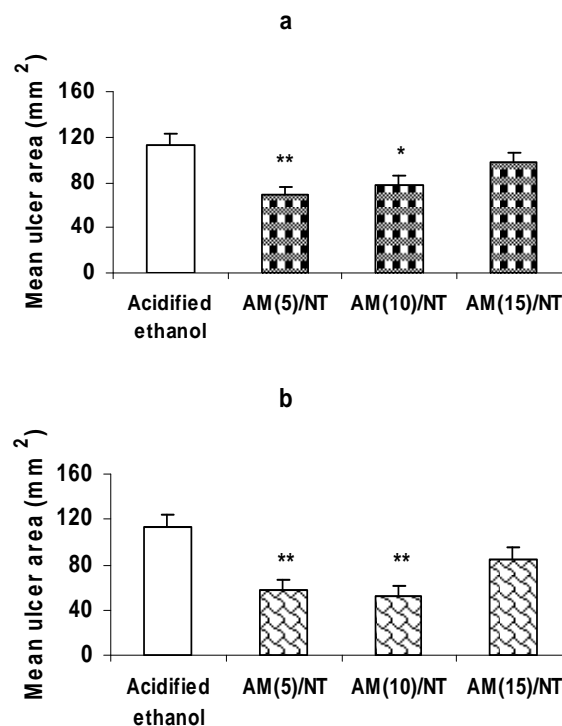 a
Mean ulcer area (mm²)
160
120
80
40
0
**
*
Acidified
ethanol
AM(5)/NT
AM(10)/NT
AM(15)/NT
b
Mean ulcer area (mm²)
160
120
80
40
0
**
**
Acidified
ethanol
AM(5)/NT
AM(10)/NT
AM(15)/NT